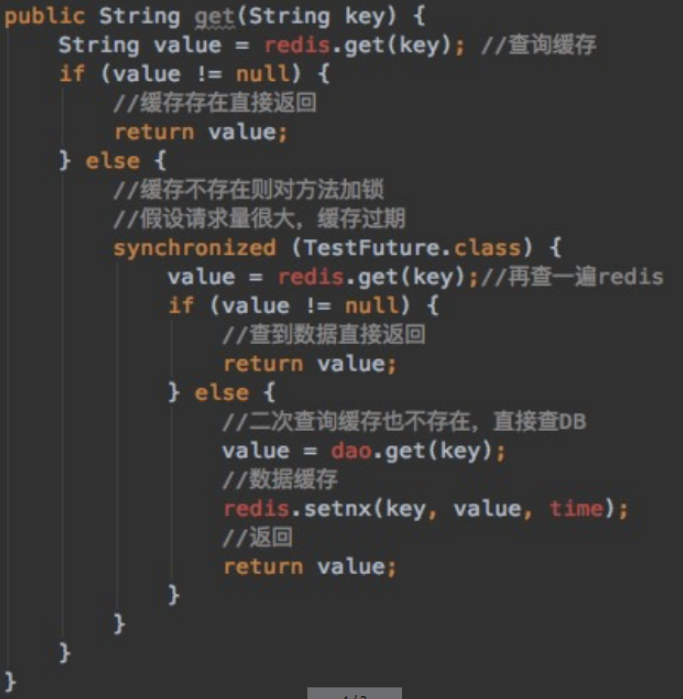 public String get(String key) {
    String value = redis.get(key); //查询缓存
    if (value != null) {
        //缓存存在直接返回
        return value;
    } else {
        //缓存不存在则对方法加锁
        //假设请求量很大，缓存过期
        synchronized (TestFuture.class) {
            value = redis.get(key);//再查一遍redis
            if (value != null) {
                //查到数据直接返回
                return value;
            } else {
                //二次查询缓存也不存在，直接查DB
                value = dao.get(key);
                //数据缓存
                redis.setnx(key, value, time);
                //返回
                return value;
            }
        }
    }
}